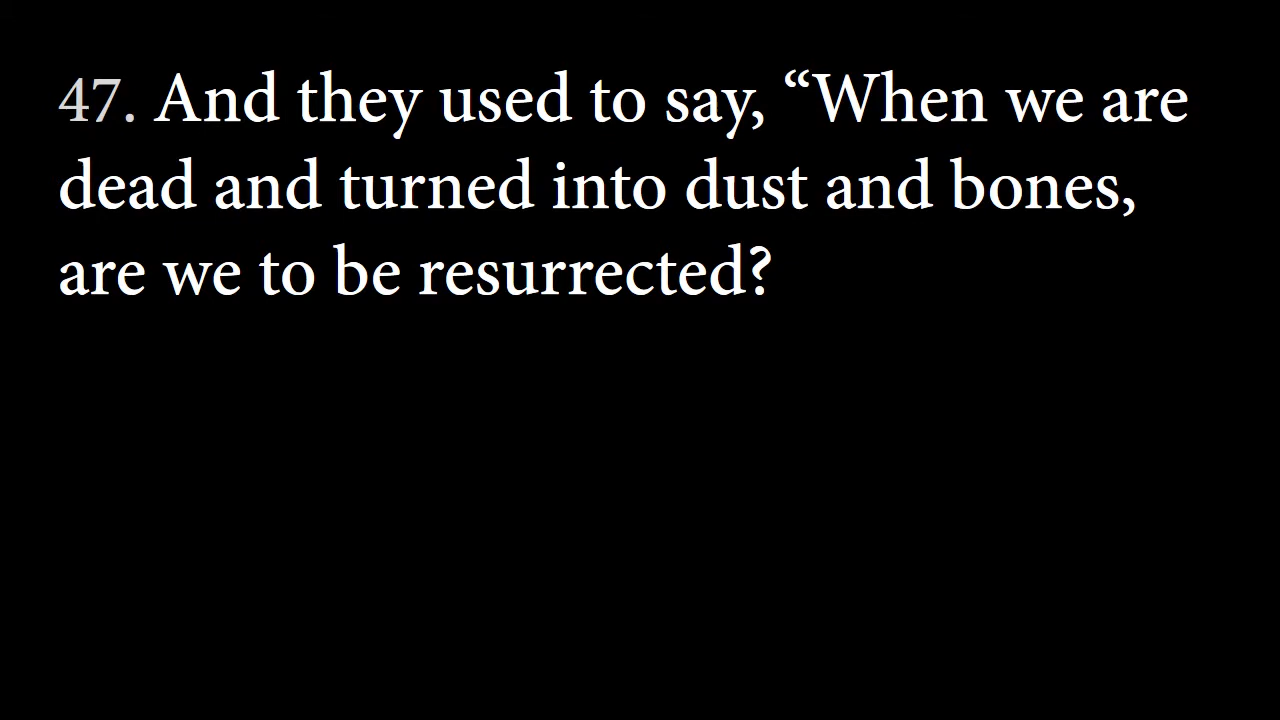 47. And they used to say, “When we are
dead and turned into dust and bones,
are we to be resurrected?